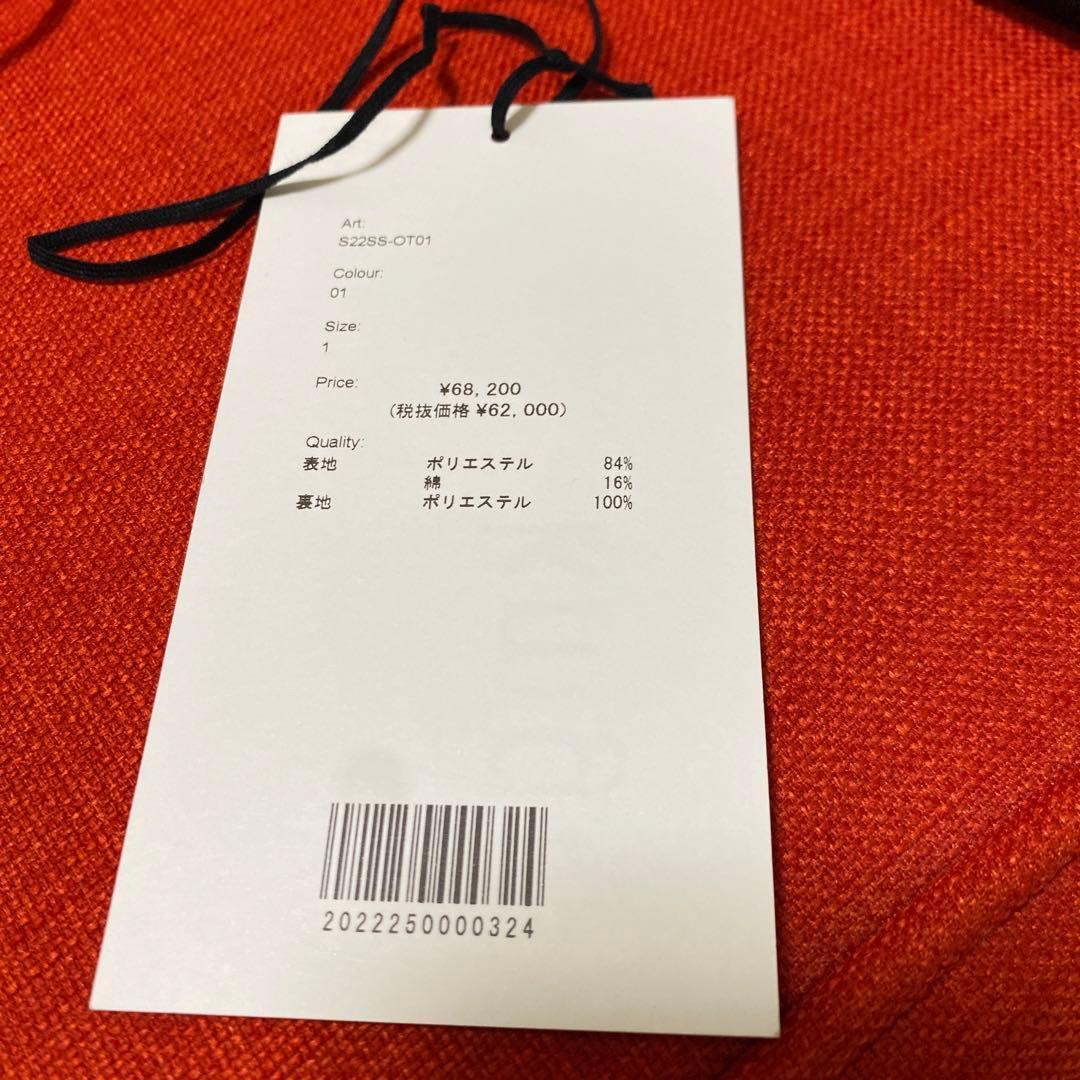 Art:
S22SS-OT01
Colour:
01
Size:
1
Price: ¥68, 200
(税抜価格 ¥62, 000)
Quality:
表地 ポリエステル 84%
綿 16%
裏地 ポリエステル 100%
2022250000324